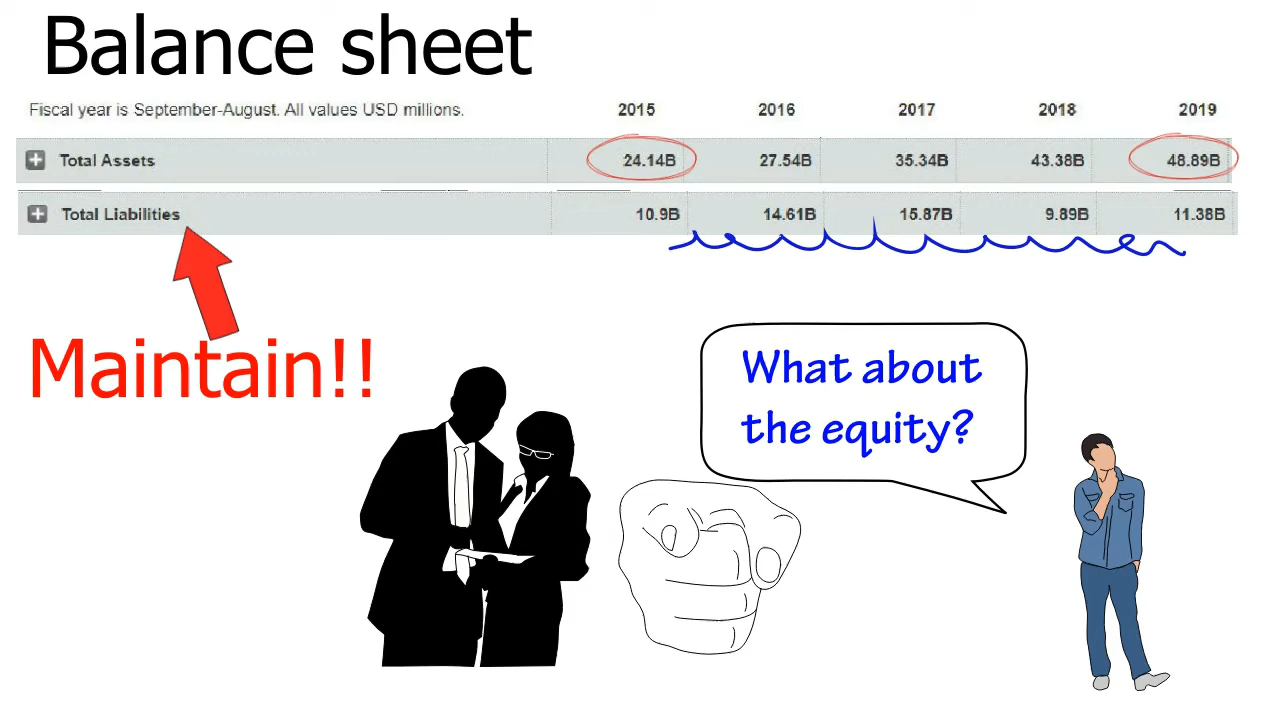 Balance sheet
Fiscal year is September-August. All values USD millions. 2015 2016 2017 2018 2019
Total Assets 24.14B 27.54B 35.34B 43.38B 48.89B
Total Liabilities 10.9B 14.61B 15.87B 9.89B 11.38B
Maintain!!
What about
the equity?